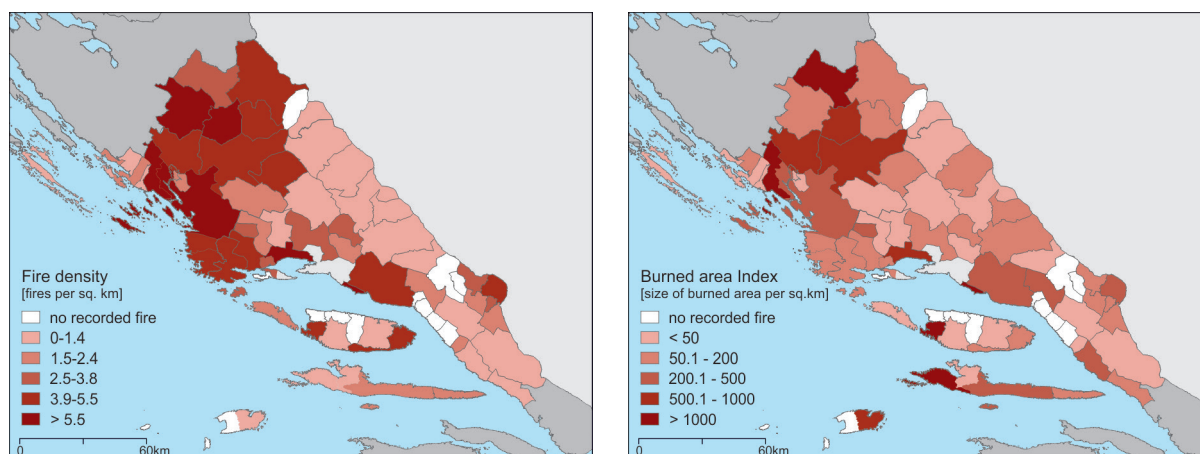 Fire density
[fires per sq. km]
no recorded fire
0-1.4
1.5-2.4
2.5-3.8
3.9-5.5
> 5.5
0
60km
Burned area Index
[size of burned area per sq.km]
no recorded fire
< 50
50.1 - 200
200.1 - 500
500.1 - 1000
> 1000
0
60km